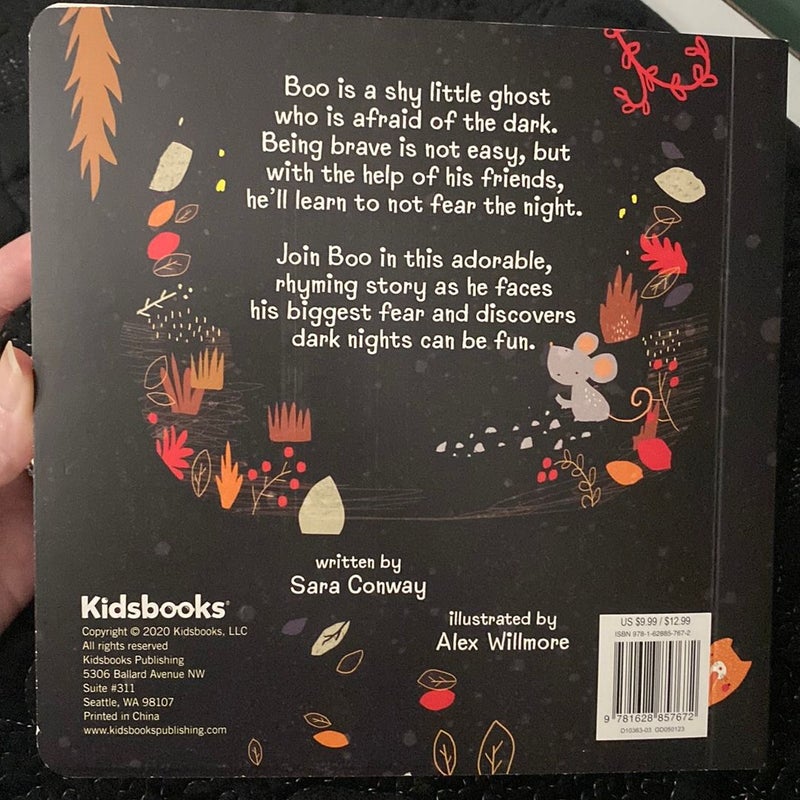 Boo is a shy little ghost
who is afraid of the dark.
Being brave is not easy, but
with the help of his friends,
he'll learn to not fear the night.
Join Boo in this adorable,
rhyming story as he faces
his biggest fear and discovers
dark nights can be fun.
written by
Sara Conway
illustrated by
Alex Willmore
Kidsbooks®
Copyright © 2020 Kidsbooks, LLC
All rights reserved
Kidsbooks Publishing
5306 Ballard Avenue NW
Suite #311
Seattle, WA 98107
Printed in China
www.kidsbookspublishing.com
US $9.99 / $12.99
ISBN 978-1-62885-767-2
9 781628 857672
D10363-03 GD050123